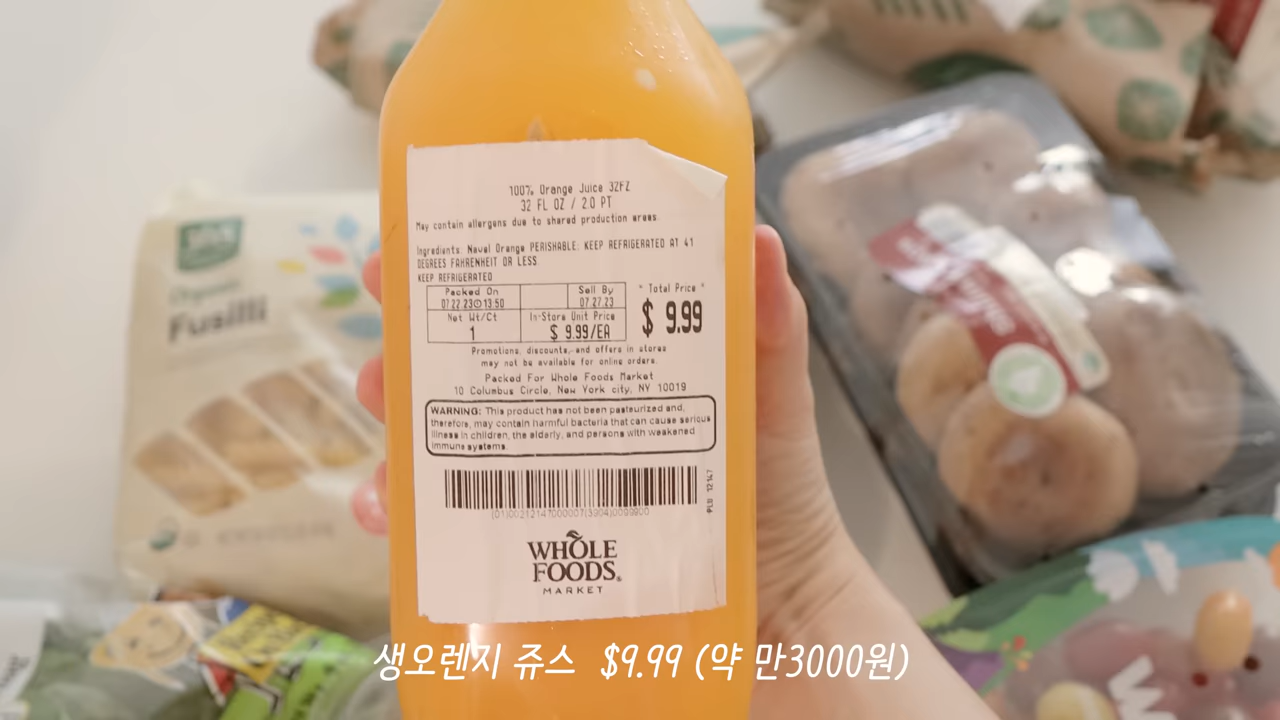 100% Orange Juice 32FZ
32 FL OZ / 2.0 PT
May contain allergens due to shared production areas.
Ingredients: Navel Orange PERISHABLE: KEEP REFRIGERATED AT 41
DEGREES FAHRENHEIT OR LESS.
KEEP REFRIGERATED
Packed On
07.22.23 13:50
Sell By
07.27.23
* Total Price *
$ 9.99
Net Wt/Ct
1
In-Store Unit Price
$ 9.99/EA
Promotions, discounts, and offers in stores
may not be available for online orders.
Packed For Whole Foods Market
10 Columbus Circle, New York city, NY 10019
WARNING: This product has not been pasteurized and,
therefore, may contain harmful bacteria that can cause serious
illness in children, the elderly, and persons with weakened
immune systems.
PLU 12147
WHOLE
FOODS
MARKET
Organic
Fusilli
생오렌지 쥬스 $9.99 (약 만3000원)